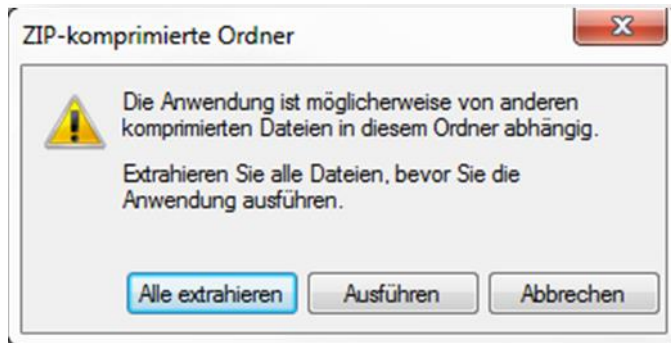 ZIP-komprimierte Ordner
Die Anwendung ist möglicherweise von anderen
komprimierten Dateien in diesem Ordner abhängig.
Extrahieren Sie alle Dateien, bevor Sie die
Anwendung ausführen.
Alle extrahieren Ausführen Abbrechen